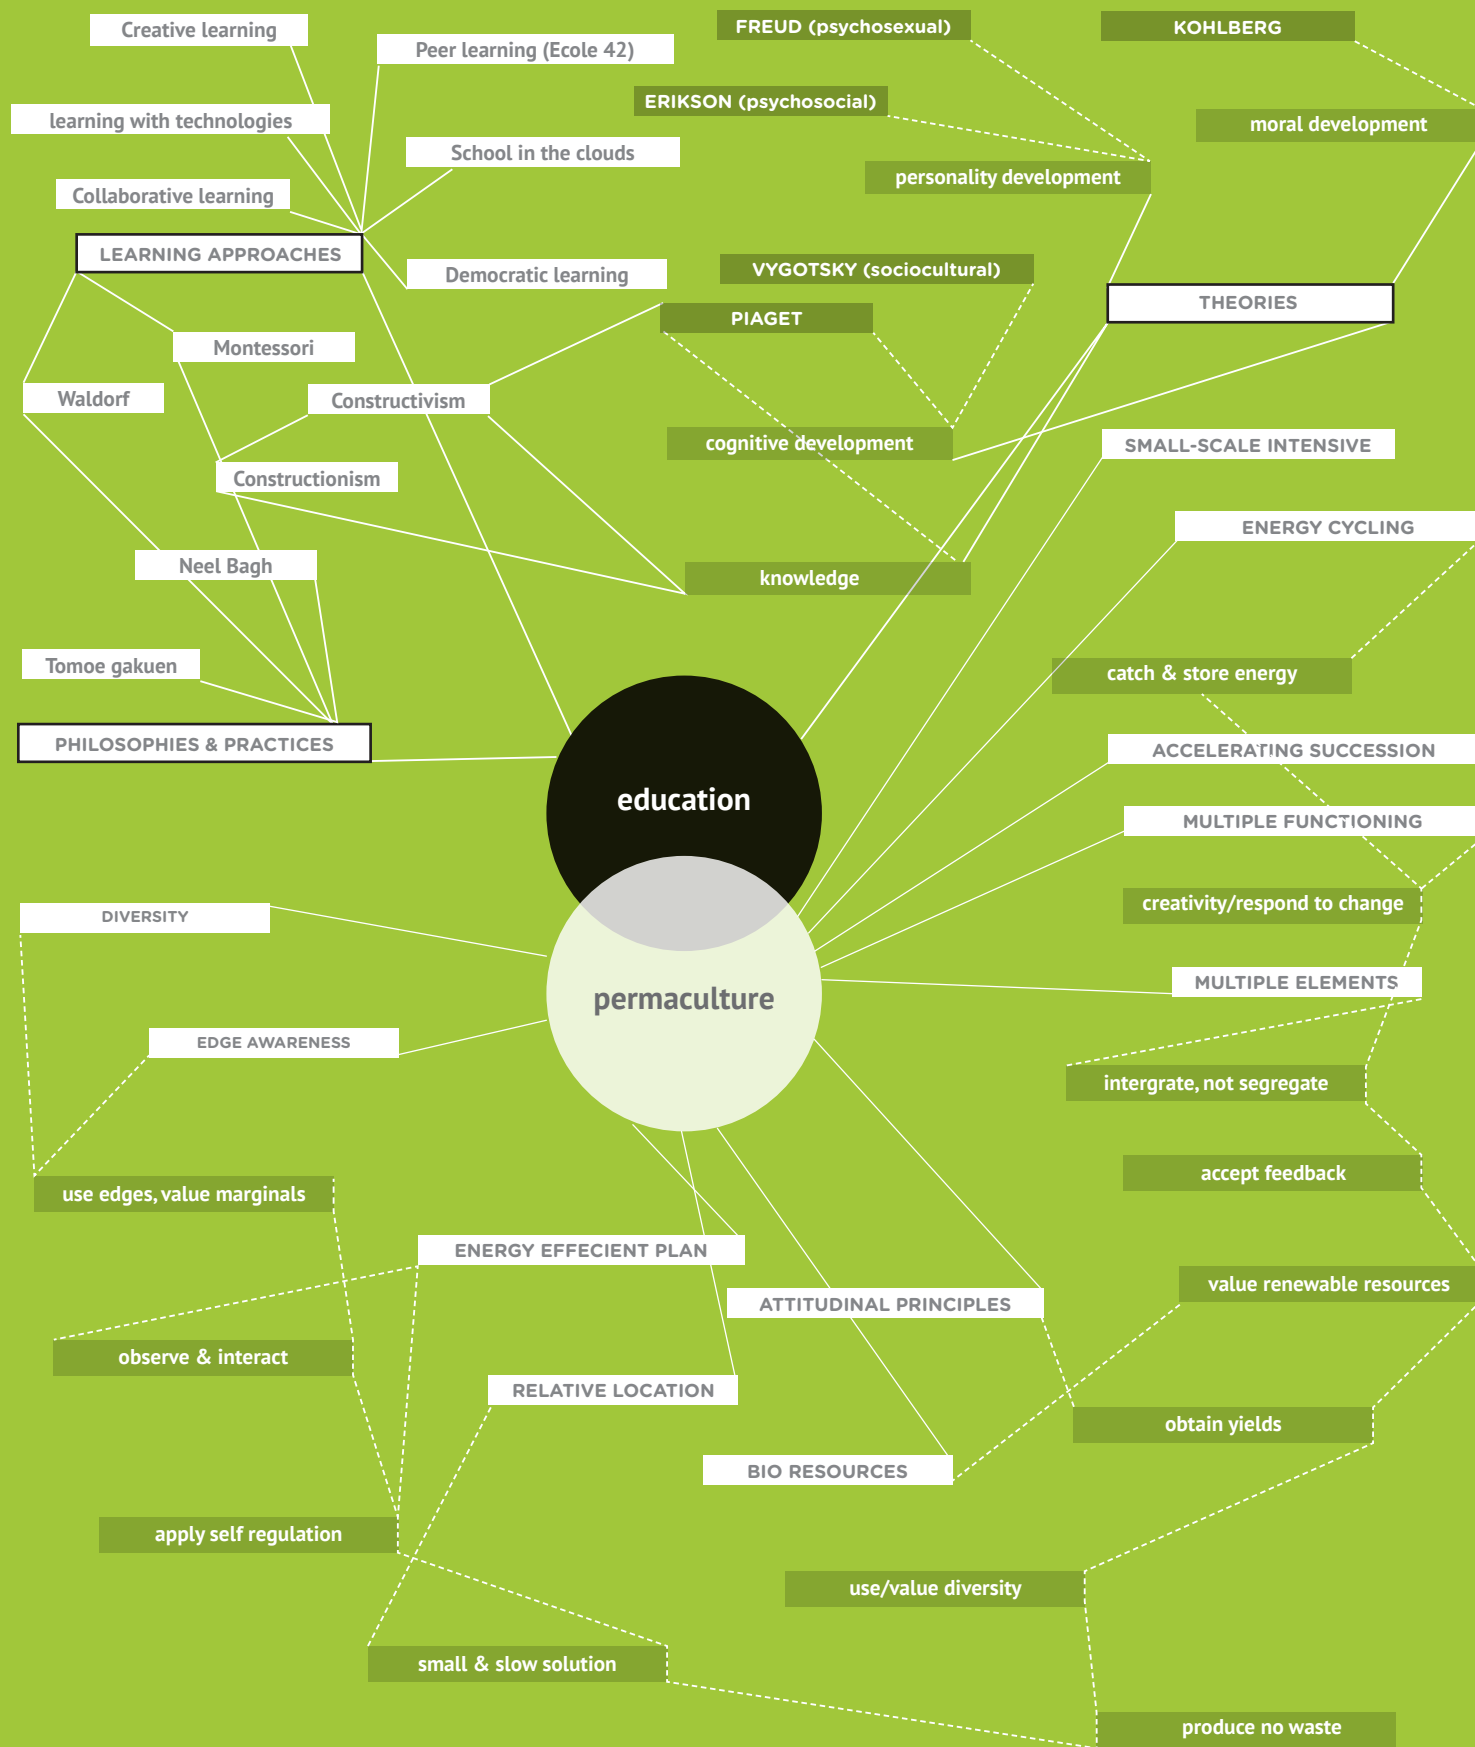 Creative learning
FREUD (psychosexual)
KOHLBERG
Peer learning (Ecole 42)
ERIKSON (psychosocial)
learning with technologies
moral development
School in the clouds
personality development
Collaborative learning
LEARNING APPROACHES
Democratic learning
VYGOTSKY (sociocultural)
THEORIES
PIAGET
Montessori
Waldorf
Constructivism
cognitive development
SMALL-SCALE INTENSIVE
Constructionism
ENERGY CYCLING
Neel Bagh
knowledge
Tomoe gakuen
catch & store energy
PHILOSOPHIES & PRACTICES
ACCELERATING SUCCESSION
education
MULTIPLE FUNCTIONING
creativity/respond to change
DIVERSITY
MULTIPLE ELEMENTS
permaculture
EDGE AWARENESS
intergrate, not segregate
accept feedback
use edges, value marginals
ENERGY EFFECIENT PLAN
value renewable resources
ATTITUDINAL PRINCIPLES
observe & interact
RELATIVE LOCATION
obtain yields
BIO RESOURCES
apply self regulation
use/value diversity
small & slow solution
produce no waste